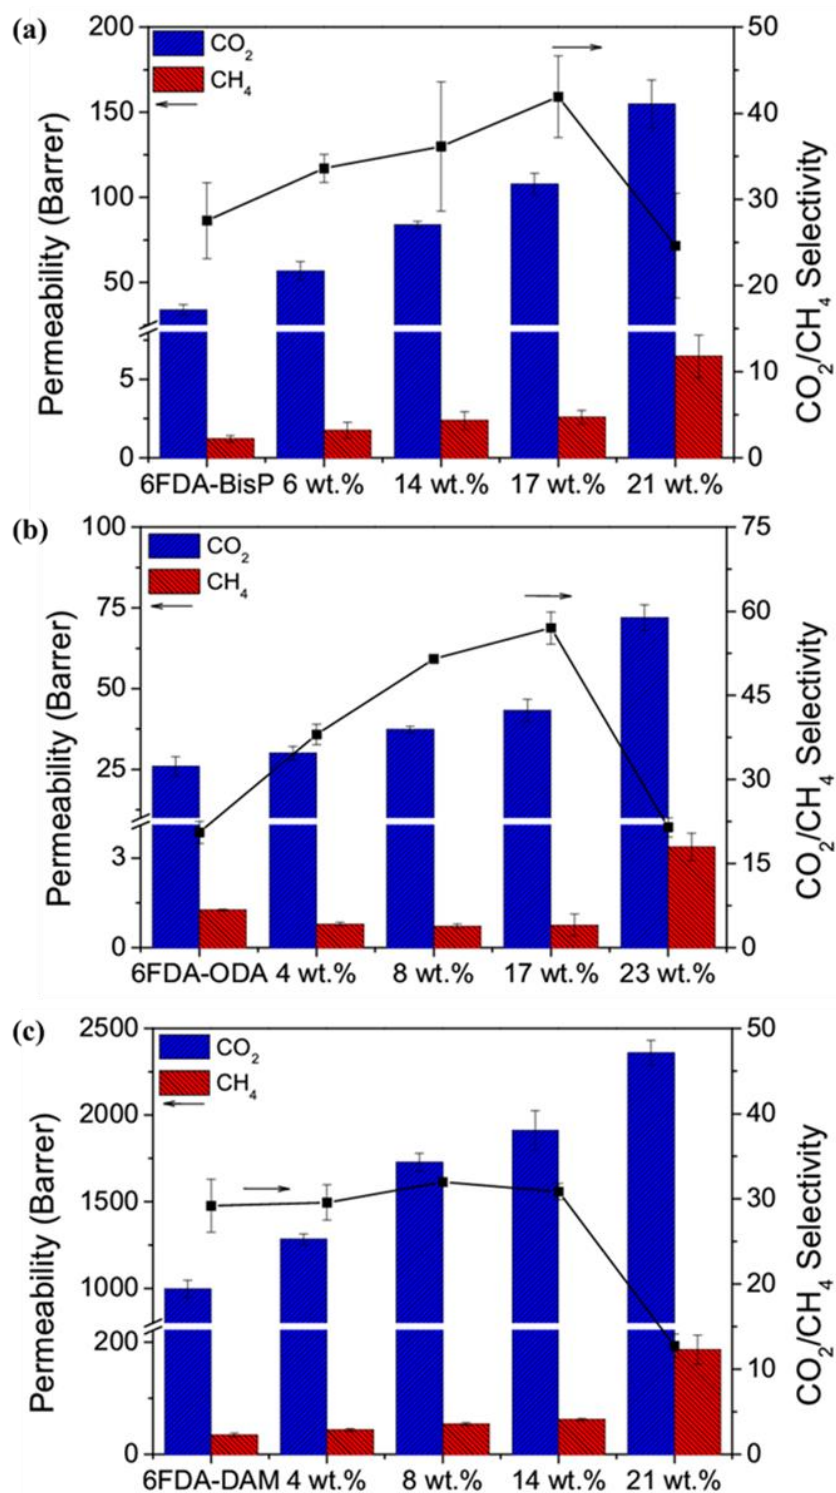 (a)
200
150
100
50
5
0
Permeability (Barrer)
CO₂
CH₄
50
40
30
20
10
0
CO₂/CH₄ Selectivity
6FDA-BisP 6 wt.% 14 wt.% 17 wt.% 21 wt.%
(b)
100
75
50
25
3
0
Permeability (Barrer)
CO₂
CH₄
75
60
45
30
15
0
CO₂/CH₄ Selectivity
6FDA-ODA 4 wt.% 8 wt.% 17 wt.% 23 wt.%
(c)
2500
2000
1500
1000
200
0
Permeability (Barrer)
CO₂
CH₄
50
40
30
20
10
0
CO₂/CH₄ Selectivity
6FDA-DAM 4 wt.% 8 wt.% 14 wt.% 21 wt.%